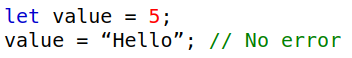 let value = 5;
value = “Hello”; // No error